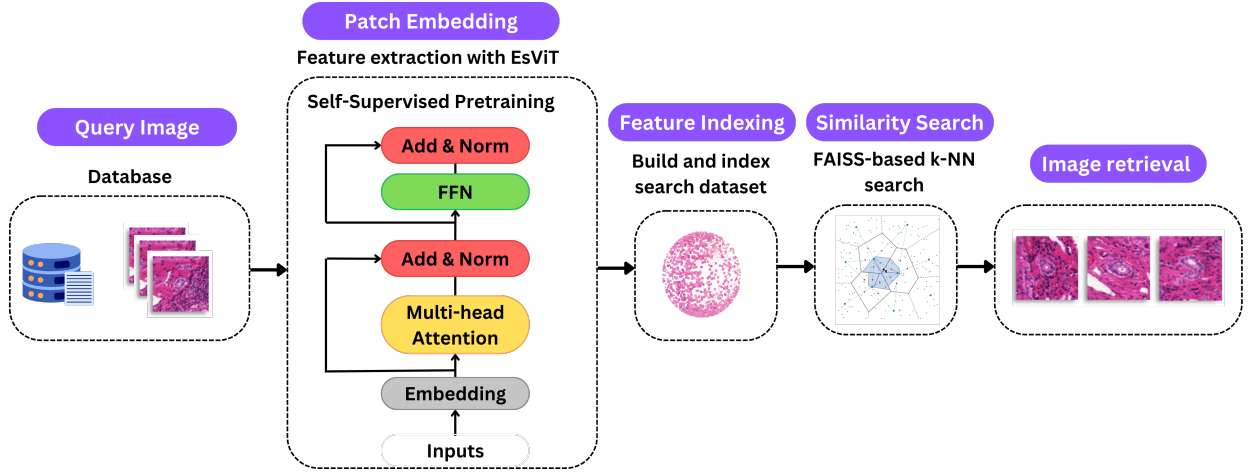 Query Image
Database
Patch Embedding
Feature extraction with EsViT
Self-Supervised Pretraining
Add & Norm
FFN
Add & Norm
Multi-head
Attention
Embedding
Inputs
Feature Indexing
Build and index
search dataset
Similarity Search
FAISS-based k-NN
search
Image retrieval